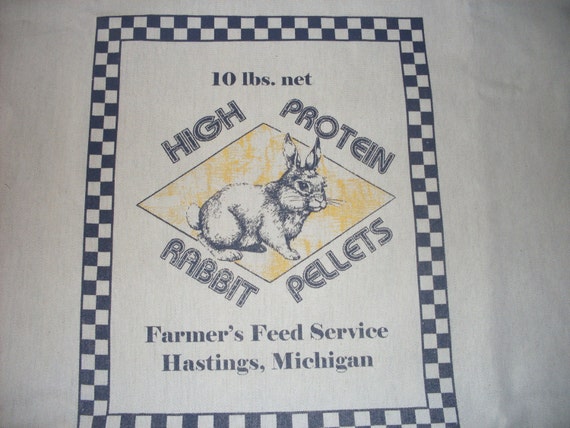 10 lbs. net
HIGH PROTEIN
RABBIT PELLETS
Farmer's Feed Service
Hastings, Michigan